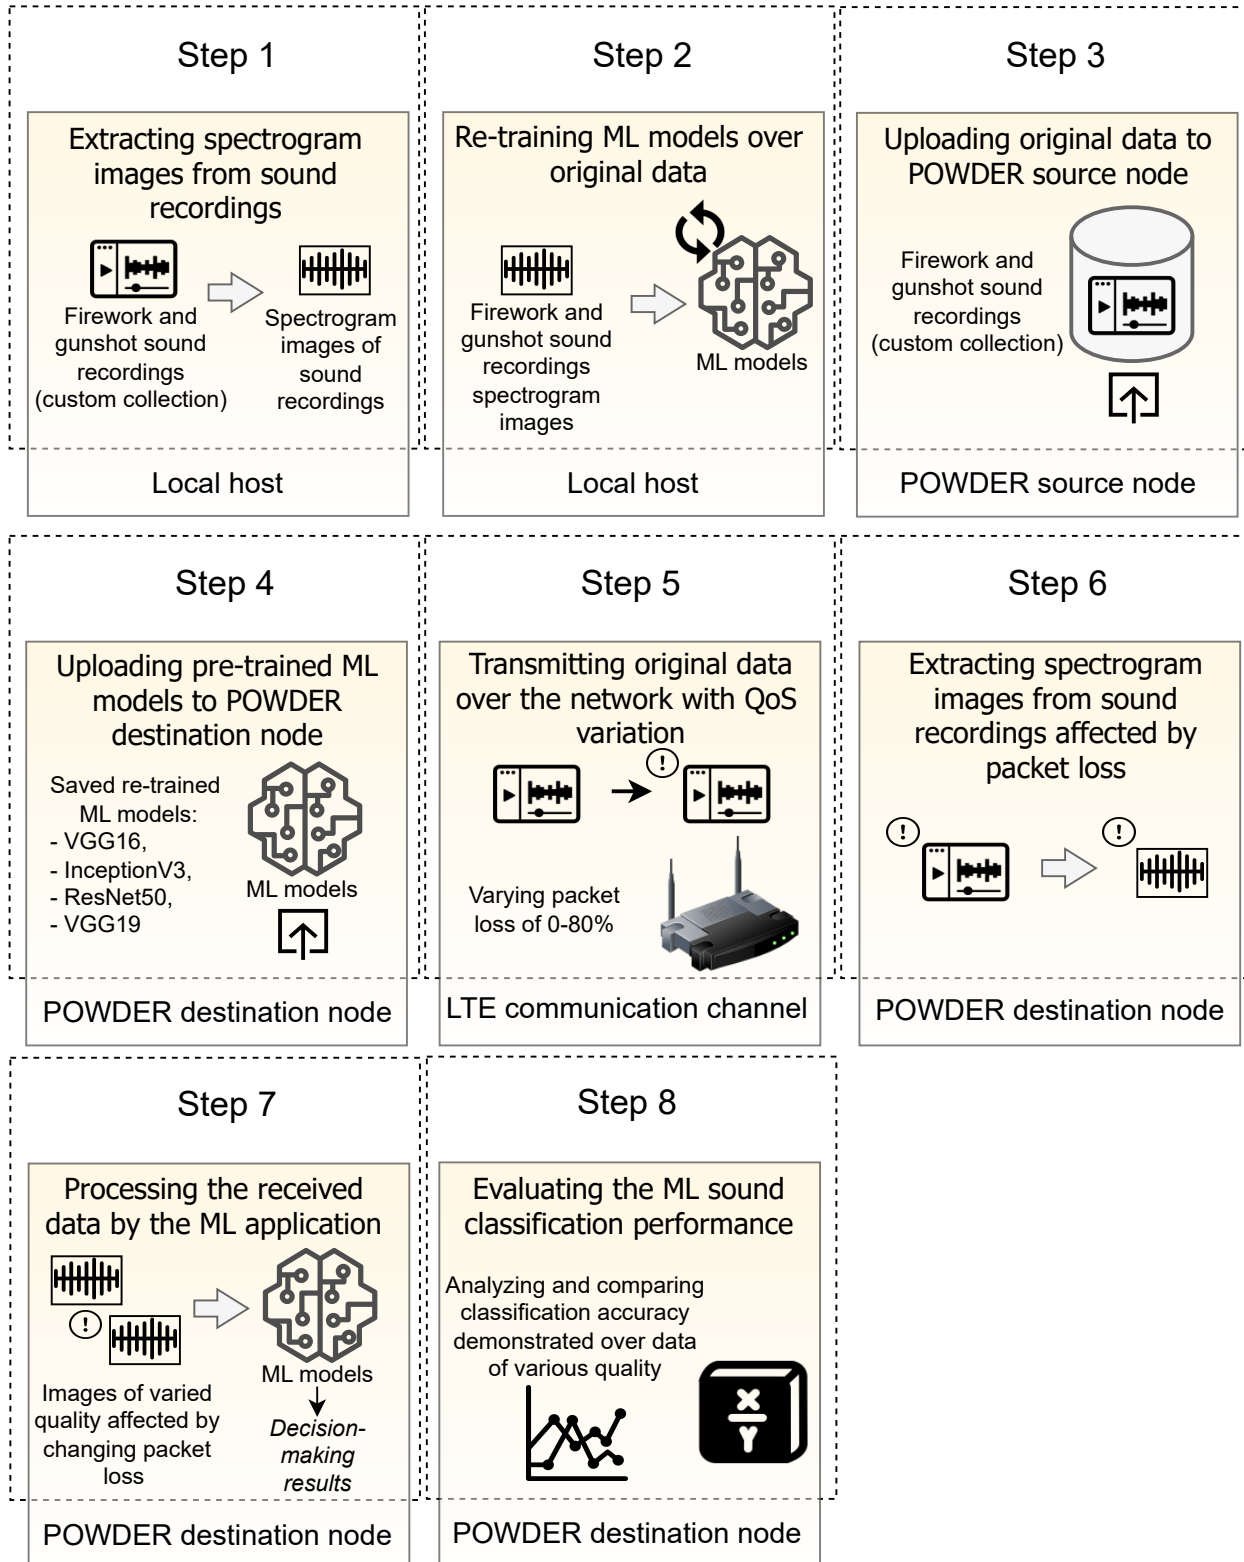 Step 1
Extracting spectrogram
images from sound
recordings
Firework and
gunshot sound
recordings
(custom collection)
Spectrogram
images of
sound
recordings
Local host
Step 2
Re-training ML models over
original data
Firework and
gunshot sound
recordings
spectrogram
images
ML models
Local host
Step 3
Uploading original data to
POWDER source node
Firework and
gunshot sound
recordings
(custom collection)
POWDER source node
Step 4
Uploading pre-trained ML
models to POWDER
destination node
Saved re-trained
ML models:
- VGG16,
- InceptionV3,
- ResNet50,
- VGG19
ML models
POWDER destination node
Step 5
Transmitting original data
over the network with QoS
variation
!
Varying packet
loss of 0-80%
LTE communication channel
Step 6
Extracting spectrogram
images from sound
recordings affected by
packet loss
!
!
POWDER destination node
Step 7
Processing the received
data by the ML application
!
Images of varied
quality affected by
changing packet
loss
ML models
Decision-
making
results
POWDER destination node
Step 8
Evaluating the ML sound
classification performance
Analyzing and comparing
classification accuracy
demonstrated over data
of various quality
X
Y
POWDER destination node